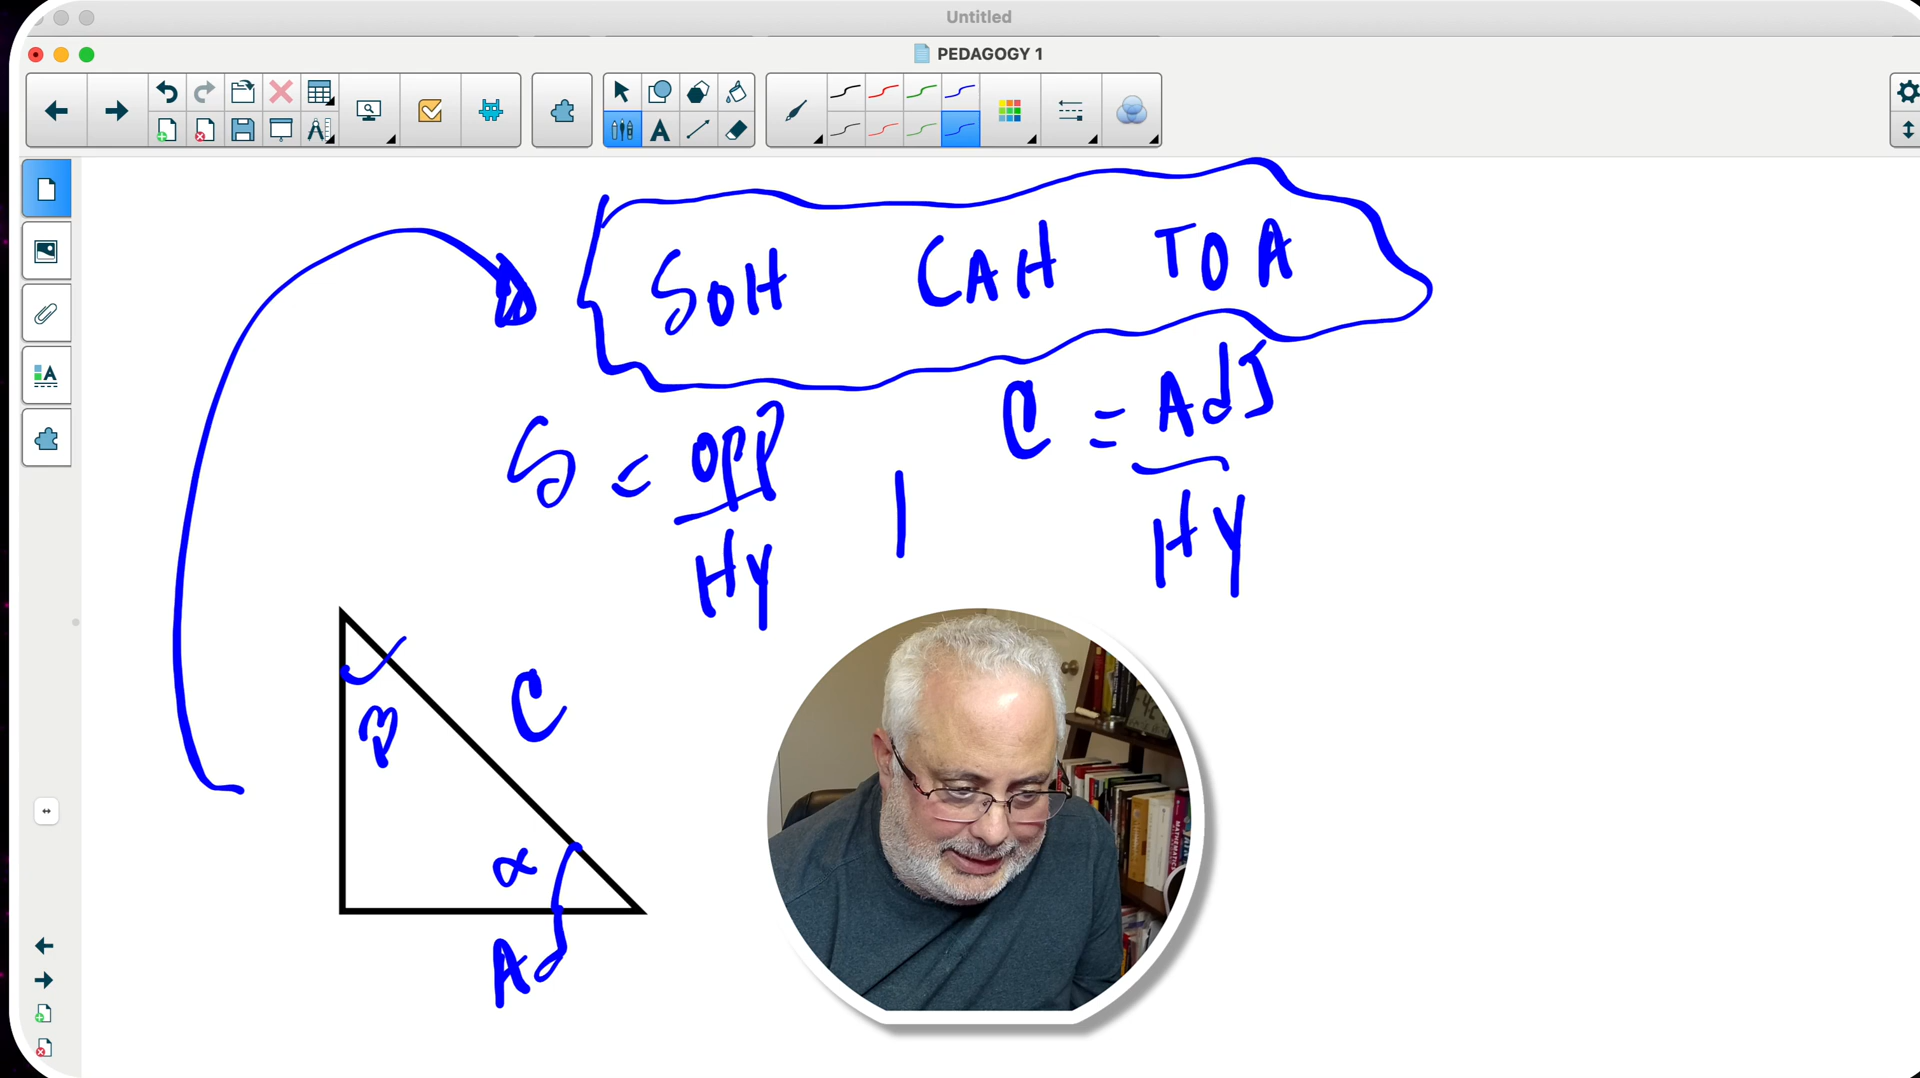 Untitled
PEDAGOGY 1
SOH CAH TOA
S = OPP / Hy
C = AdJ / Hy
β
C
α
Ad